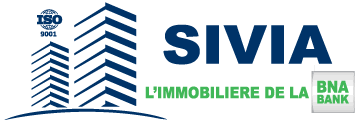 ISO
9001
SIVIA
L'IMMOBILIERE DE LA BNA
BANK